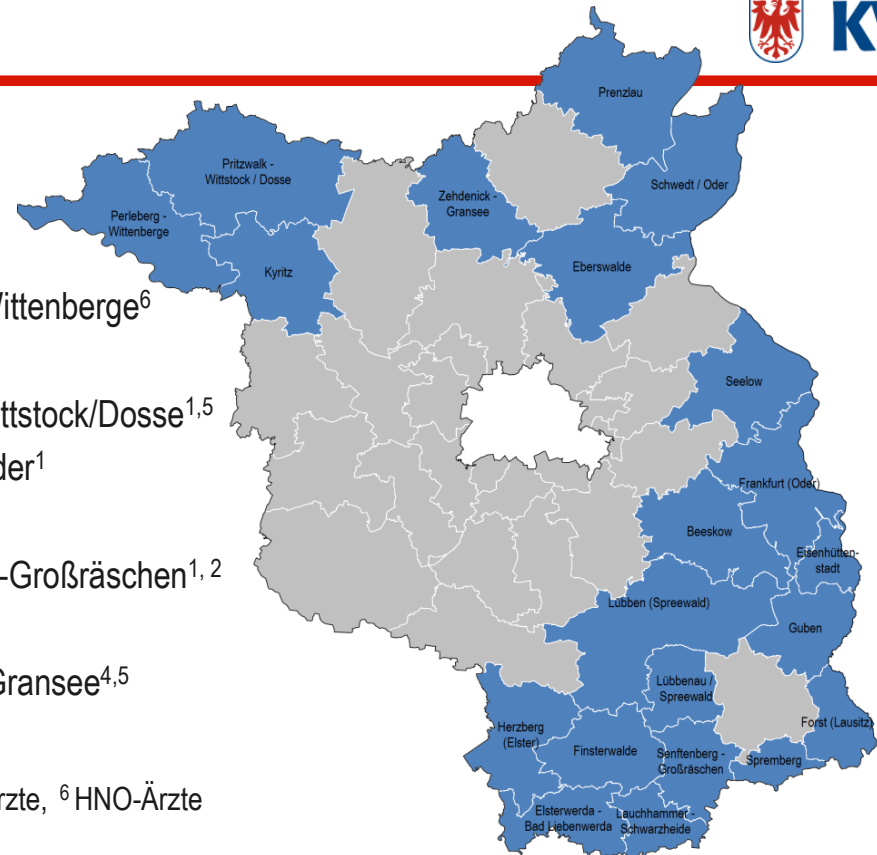 KV
Wittenberge⁶
ttstock/Dosse¹,⁵
der¹
-Großräschen¹, ²
Gransee⁴,⁵
rzte, ⁶ HNO-Ärzte
Prenzlau
Pritzwalk -
Wittstock / Dosse
Zehdenick -
Gransee
Schwedt / Oder
Perleberg -
Wittenberge
Kyritz
Eberswalde
Seelow
Frankfurt (Oder)
Beeskow
Eisenhütten-
stadt
Lübben (Spreewald)
Guben
Lübbenau /
Spreewald
Forst (Lausitz)
Herzberg
(Elster)
Finsterwalde
Senftenberg -
Großräschen
Spremberg
Elsterwerda -
Bad Liebenwerda
Lauchhammer -
Schwarzheide